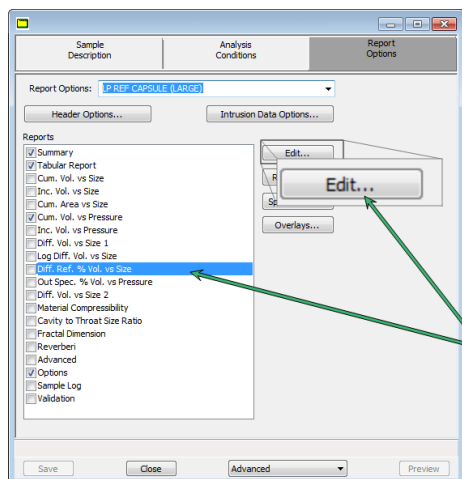 Sample
Description
Analysis
Conditions
Report
Options
Report Options: LP REF CAPSULE (LARGE)
Header Options...
Intrusion Data Options...
Reports
Summary
Tabular Report
Cum. Vol. vs Size
Inc. Vol. vs Size
Cum. Area vs Size
Cum. Vol. vs Pressure
Inc. Vol. vs Pressure
Diff. Vol. vs Size 1
Log Diff. Vol. vs Size
Diff. Ref. % Vol. vs Size
Out Spec. % Vol. vs Pressure
Diff. Vol. vs Size 2
Material Compressibility
Cavity to Throat Size Ratio
Fractal Dimension
Reverberi
Advanced
Options
Sample Log
Validation
Edit...
Edit...
Overlays...
Save
Close
Advanced
Preview